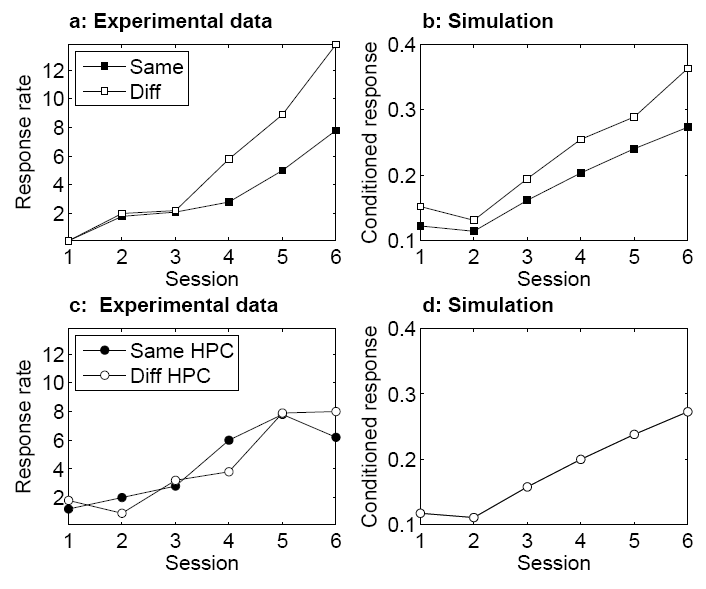 a: Experimental data
b: Simulation
Response rate
12
10
8
6
4
2
Same
Diff
1 2 3 4 5 6
Session
Conditioned response
0.4
0.3
0.2
0.1
1 2 3 4 5 6
Session
c: Experimental data
d: Simulation
Response rate
12
10
8
6
4
2
Same HPC
Diff HPC
1 2 3 4 5 6
Session
Conditioned response
0.4
0.3
0.2
0.1
1 2 3 4 5 6
Session